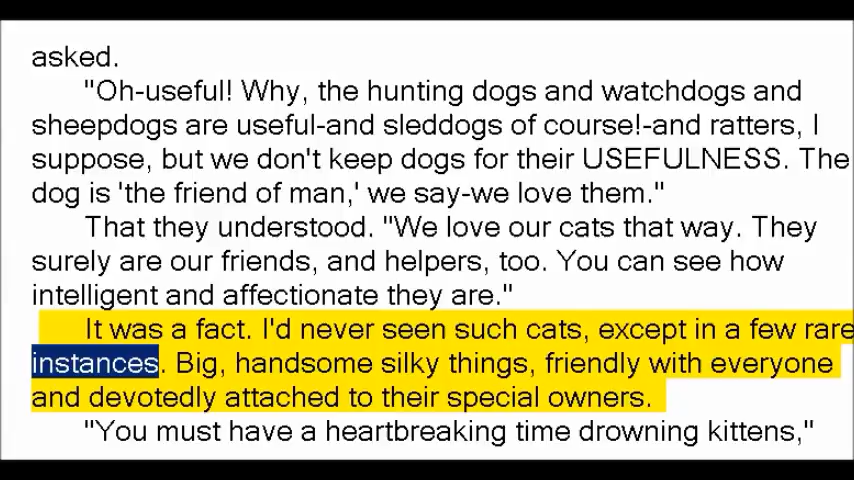 asked.
"Oh-useful! Why, the hunting dogs and watchdogs and
sheepdogs are useful-and sleddogs of course!-and ratters, I
suppose, but we don't keep dogs for their USEFULNESS. The
dog is 'the friend of man,' we say-we love them."
That they understood. "We love our cats that way. They
surely are our friends, and helpers, too. You can see how
intelligent and affectionate they are."
It was a fact. I'd never seen such cats, except in a few rare
instances. Big, handsome silky things, friendly with everyone
and devotedly attached to their special owners.
"You must have a heartbreaking time drowning kittens,"